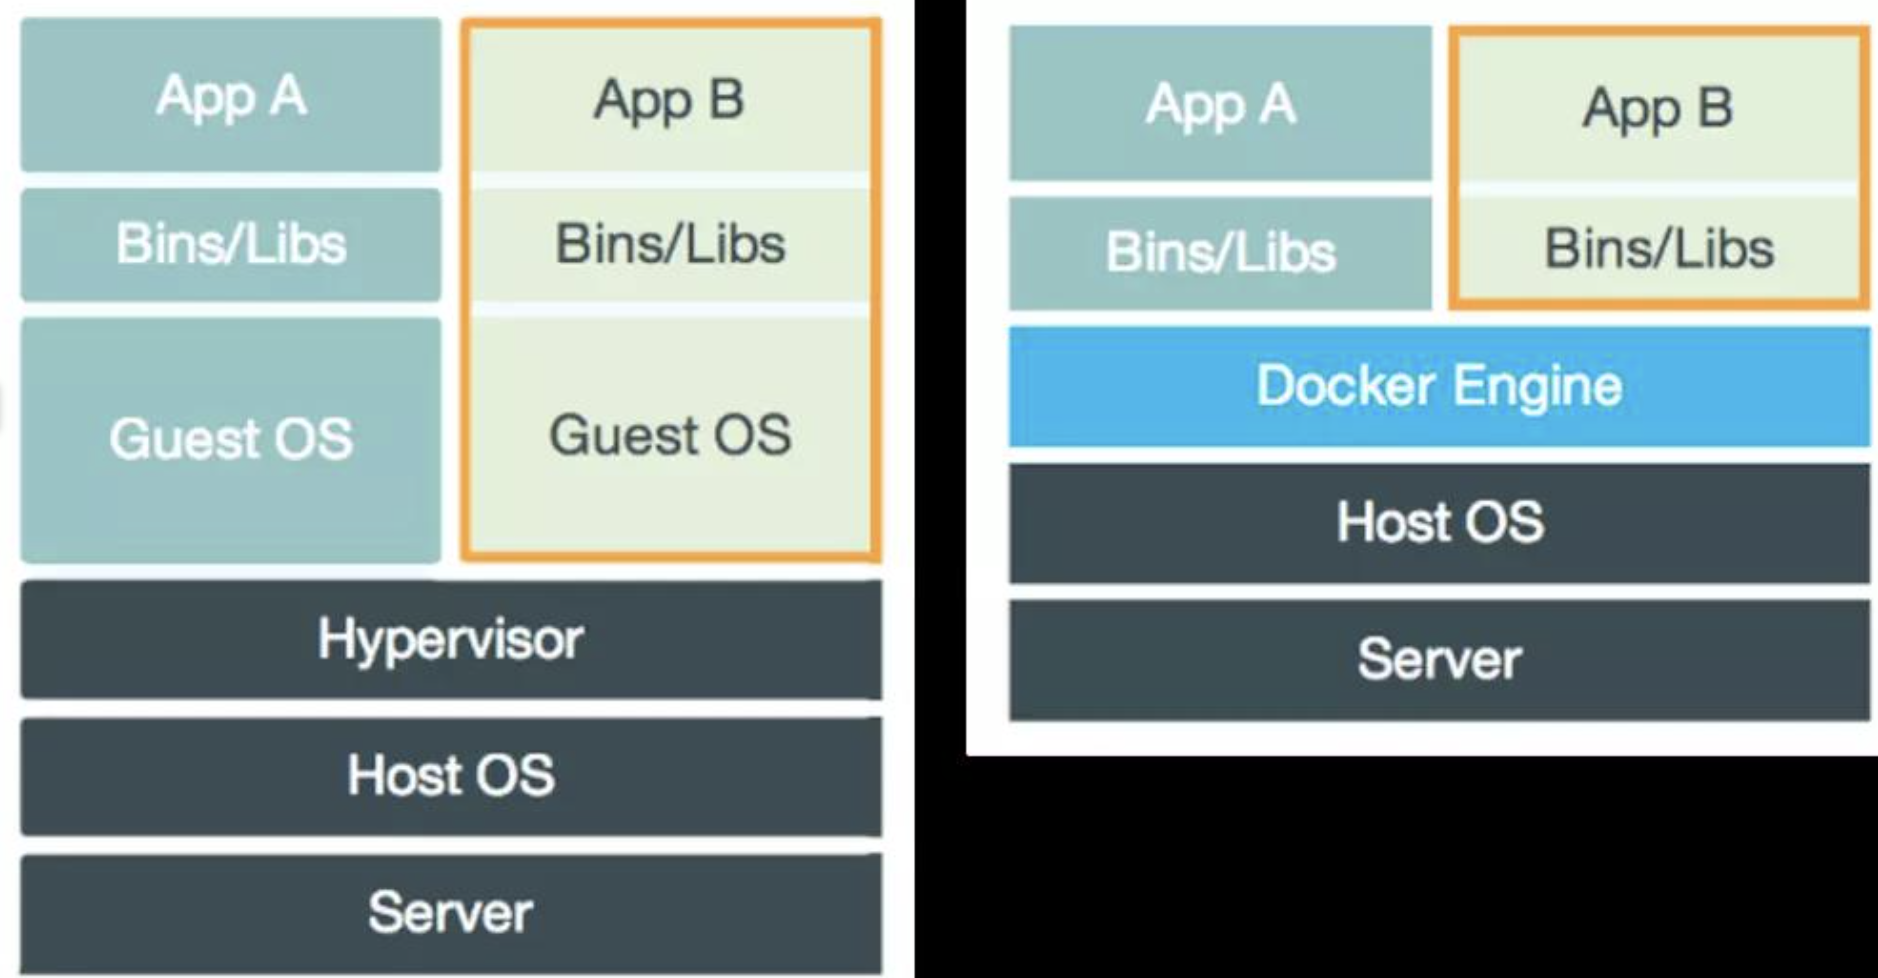 App A
App B
Bins/Libs
Bins/Libs
Guest OS
Guest OS
Hypervisor
Host OS
Server
App A
App B
Bins/Libs
Bins/Libs
Docker Engine
Host OS
Server